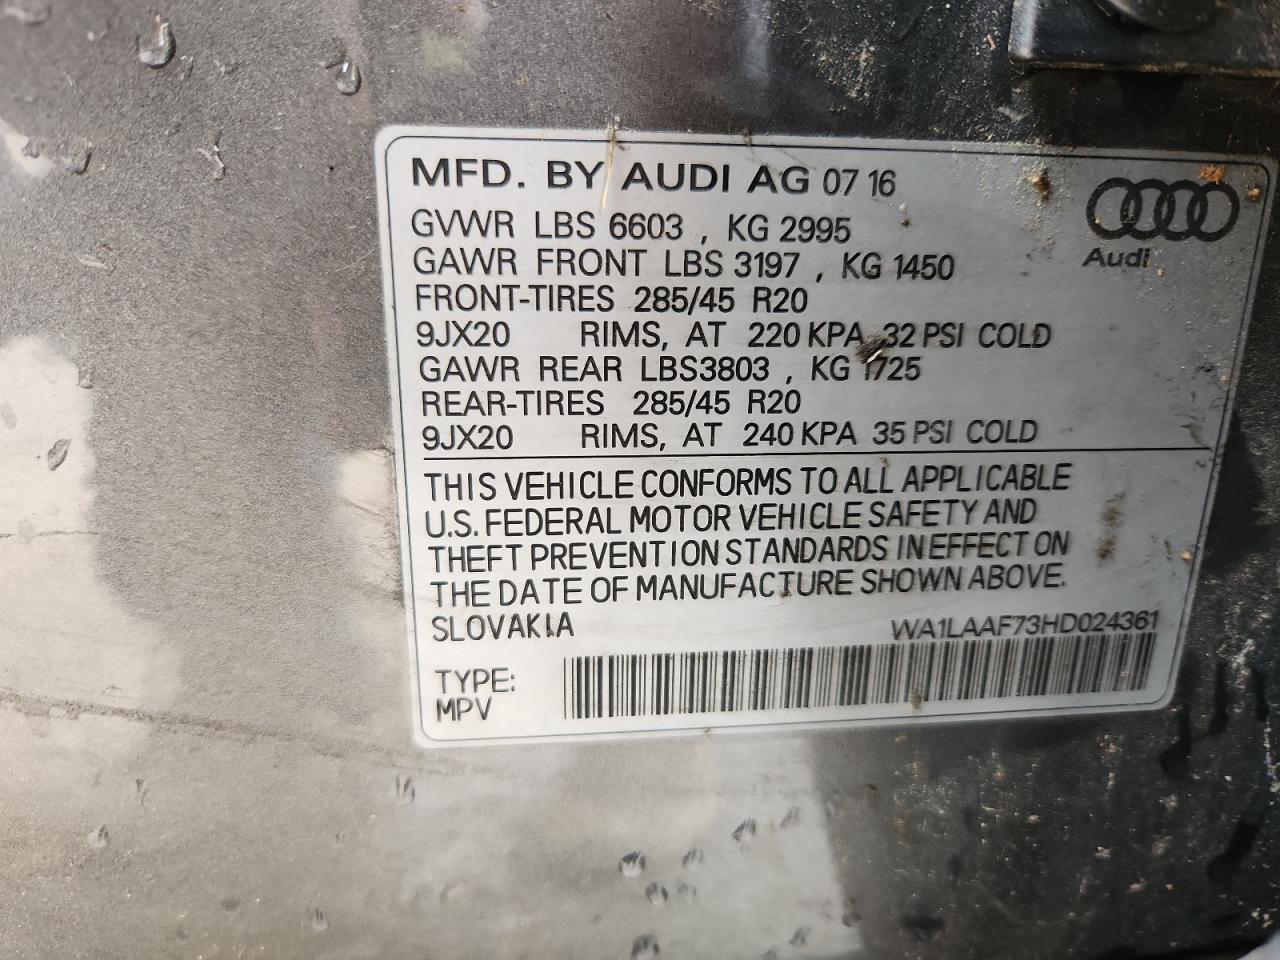 MFD. BY AUDI AG 07 16
Audi
GVWR LBS 6603 , KG 2995
GAWR FRONT LBS 3197 , KG 1450
FRONT-TIRES 285/45 R20
9JX20 RIMS, AT 220 KPA 32 PSI COLD
GAWR REAR LBS3803 , KG 1725
REAR-TIRES 285/45 R20
9JX20 RIMS, AT 240 KPA 35 PSI COLD
THIS VEHICLE CONFORMS TO ALL APPLICABLE
U.S. FEDERAL MOTOR VEHICLE SAFETY AND
THEFT PREVENTION STANDARDS IN EFFECT ON
THE DATE OF MANUFACTURE SHOWN ABOVE.
SLOVAKIA WA1LAAF73HD024361
TYPE:
MPV